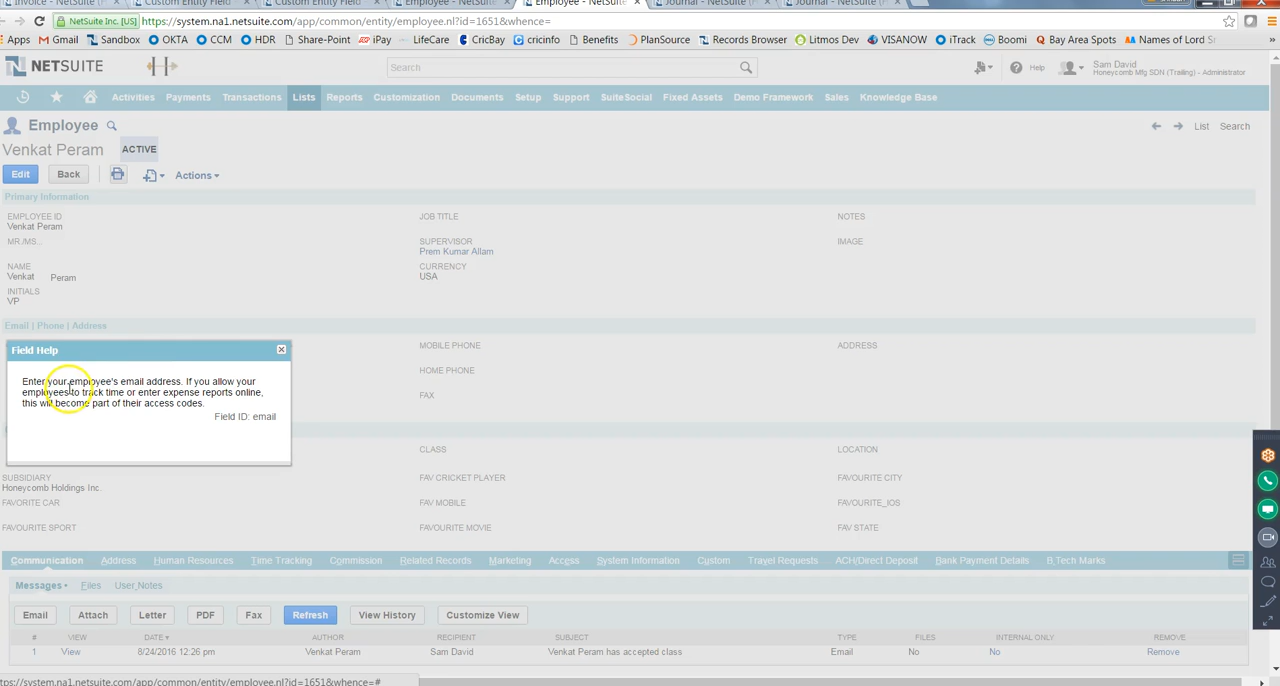 Invoice - NetSuite (M
Custom Entity Field
Custom Entity Field
Employee - NetSuite
Employee - NetSuite
Journal - NetSuite (M
Journal - NetSuite (M
NetSuite Inc. [US] https://system.na1.netsuite.com/app/common/entity/employee.nl?id=1651&whence=
Apps Gmail Sandbox OKTA CCM HDR Share-Point iPay LifeCare CricBay cricinfo Benefits PlanSource Records Browser Litmos Dev VISANOW iTrack Boomi Bay Area Spots Names of Lord S
NETSUITE
Search
Help
Sam David
Honeycomb Mfg SDN (Trailing) - Administrator
Activities Payments Transactions Lists Reports Customization Documents Setup Support SuiteSocial Fixed Assets Demo Framework Sales Knowledge Base
Employee
List Search
Venkat Peram ACTIVE
Edit Back Actions
Primary Information
EMPLOYEE ID
Venkat Peram
MR./MS...
NAME
Venkat Peram
INITIALS
VP
JOB TITLE
SUPERVISOR
Prem Kumar Allam
CURRENCY
USA
NOTES
IMAGE
Email | Phone | Address
MOBILE PHONE
HOME PHONE
FAX
ADDRESS
Field Help
Enter your employee's email address. If you allow your
employees to track time or enter expense reports online,
this will become part of their access codes.
Field ID: email
SUBSIDIARY
Honeycomb Holdings Inc.
FAVORITE CAR
FAVOURITE SPORT
CLASS
FAV CRICKET PLAYER
FAV MOBILE
FAVOURITE MOVIE
LOCATION
FAVOURITE CITY
FAVOURITE_IOS
FAV STATE
Communication Address Human Resources Time Tracking Commission Related Records Marketing Access System Information Custom Travel Requests ACH/Direct Deposit Bank Payment Details B.Tech Marks
Messages • Files User Notes
Email Attach Letter PDF Fax Refresh View History Customize View
# VIEW DATE AUTHOR RECIPIENT SUBJECT TYPE FILES INTERNAL ONLY REMOVE
1 View 8/24/2016 12:26 pm Venkat Peram Sam David Venkat Peram has accepted class Email No No Remove
ttps://system.na1.netsuite.com/app/common/entity/employee.nl?id=1651&whence=#